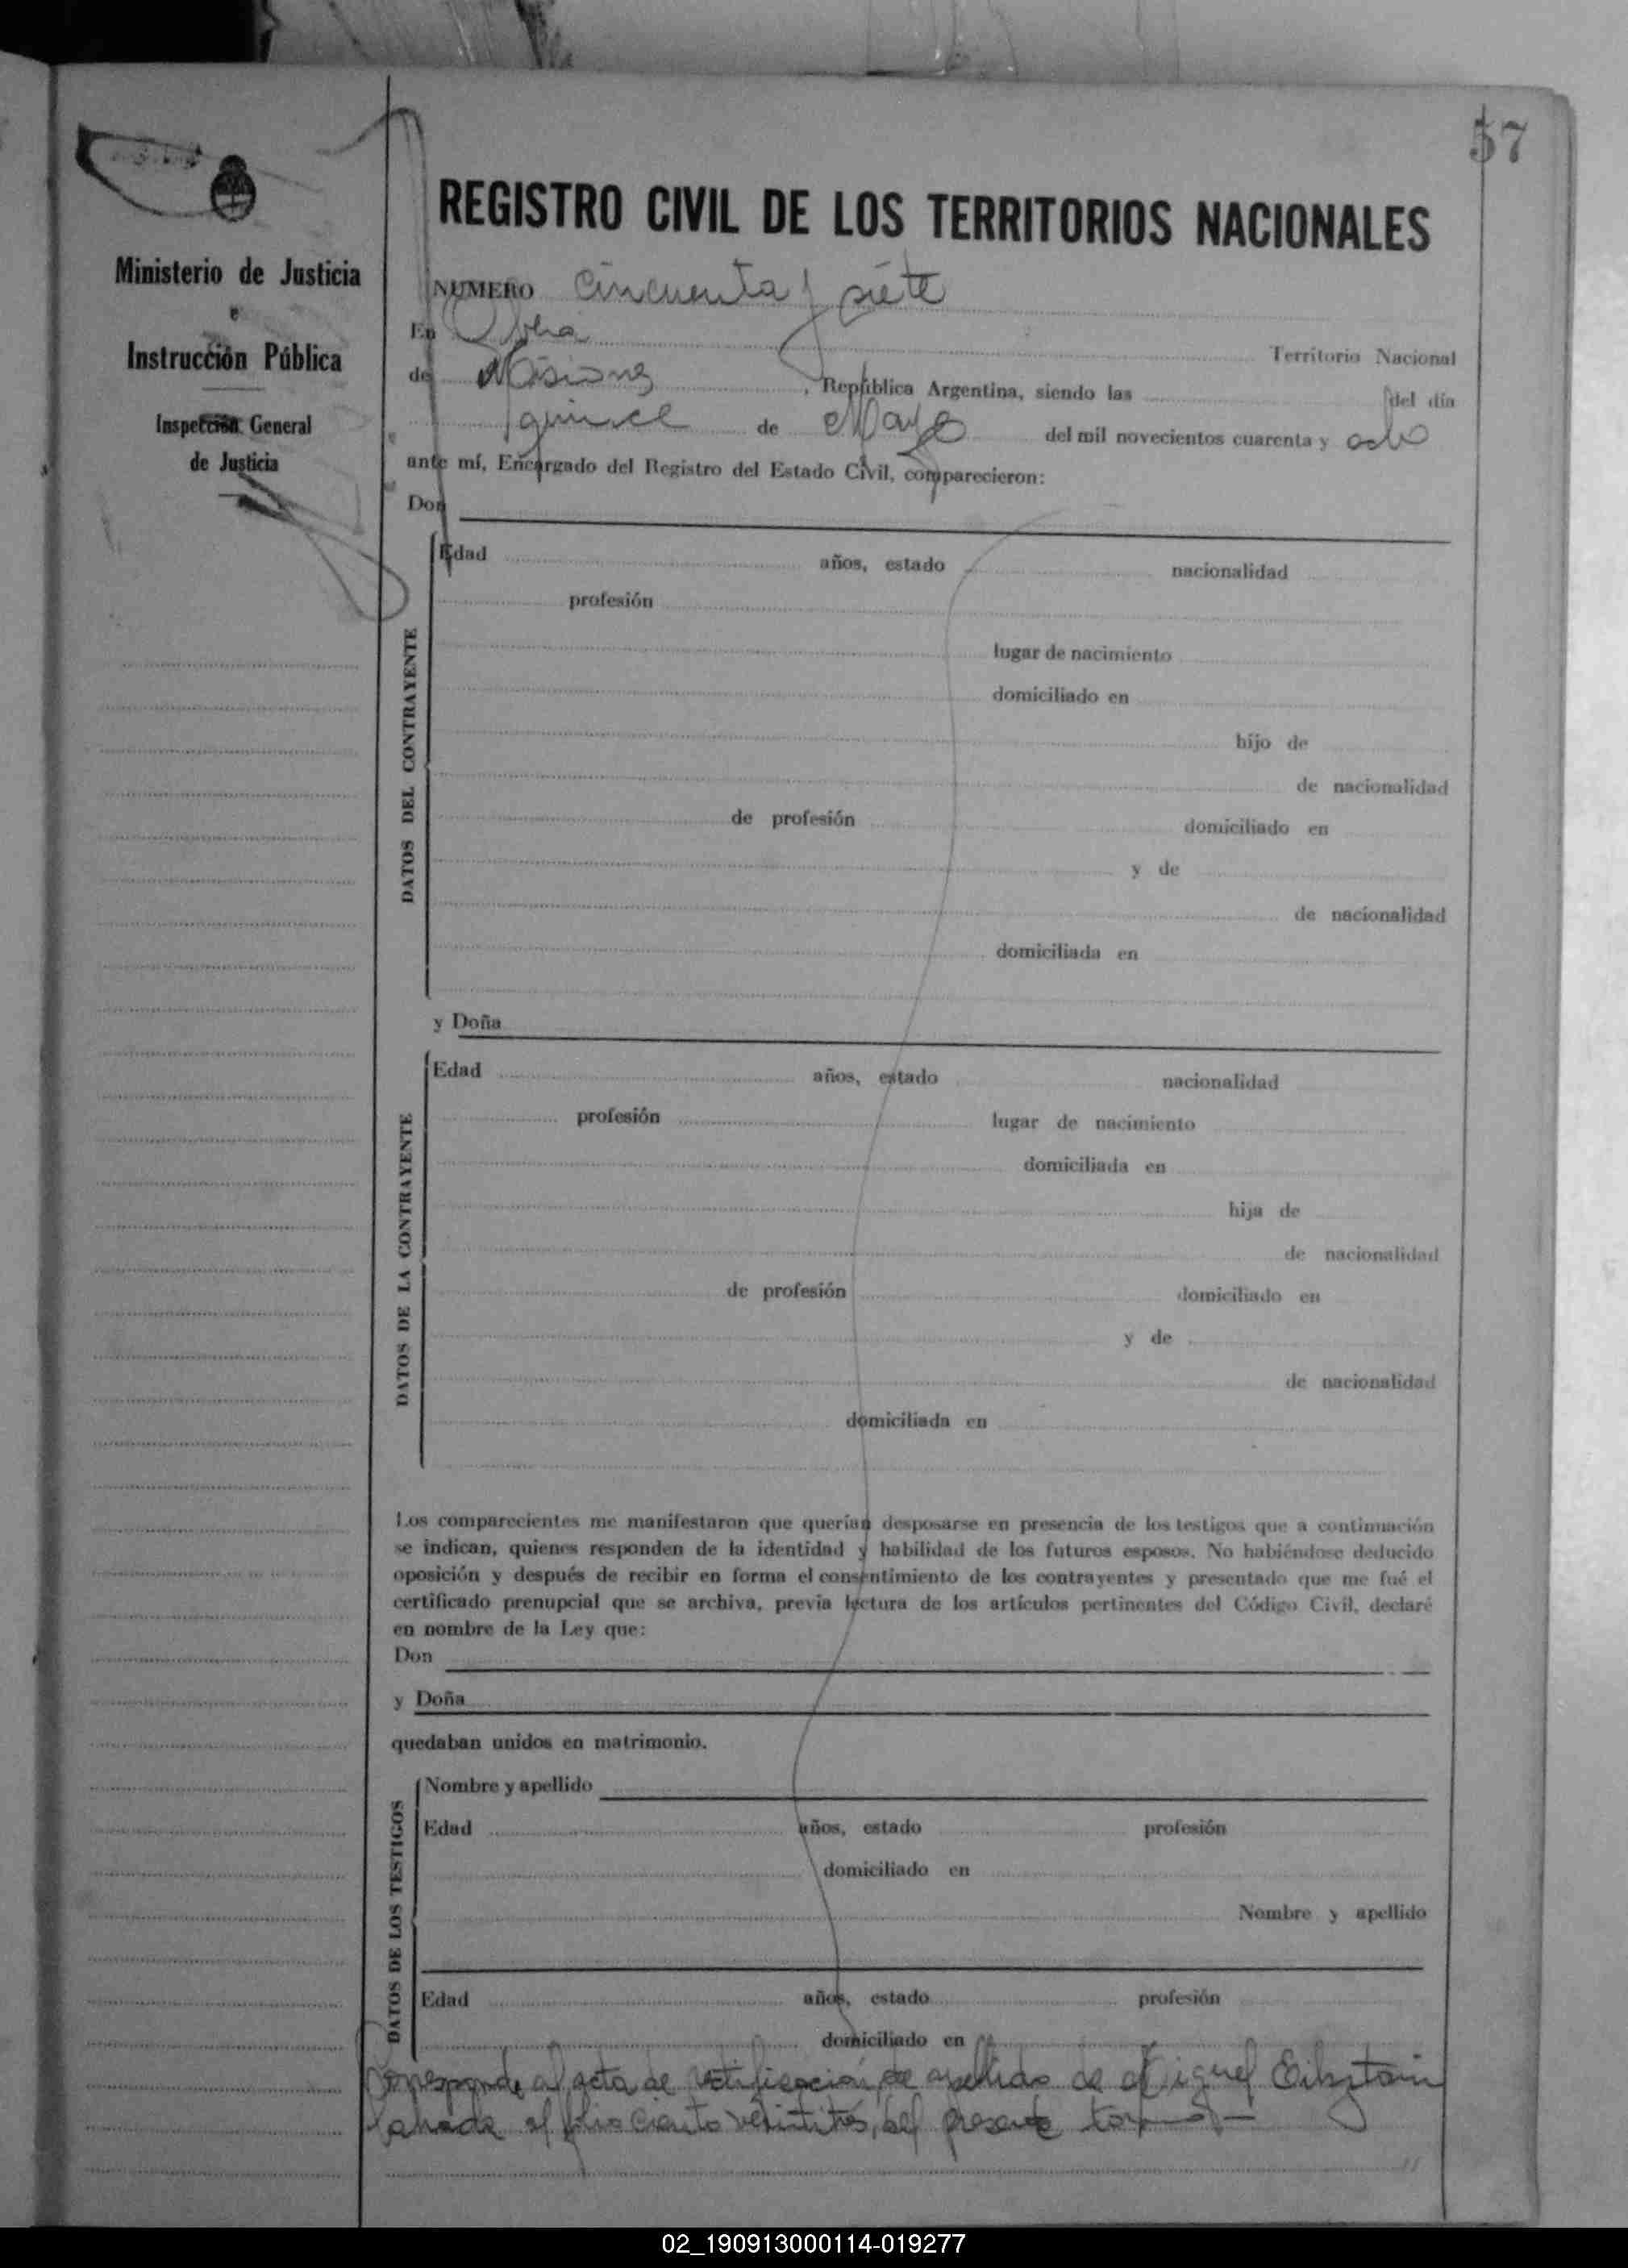 57
Ministerio de Justicia
e
Instrucción Pública
Inspección General
de Justicia
REGISTRO CIVIL DE LOS TERRITORIOS NACIONALES
NUMERO cincuenta y siete
En Oberá Territorio Nacional
de Misiones, República Argentina, siendo las del día
quince de Mayo del mil novecientos cuarenta y ocho
ante mí, Encargado del Registro del Estado Civil, comparecieron:
Don
DATOS DEL CONTRAYENTE
Edad años, estado nacionalidad
profesión
lugar de nacimiento
domiciliado en
hijo de
de nacionalidad
de profesión domiciliado en
y de
de nacionalidad
domiciliada en
y Doña
DATOS DE LA CONTRAYENTE
Edad años, estado nacionalidad
profesión lugar de nacimiento
domiciliada en
hija de
de nacionalidad
de profesión domiciliado en
y de
de nacionalidad
domiciliada en
Los comparecientes me manifestaron que querían desposarse en presencia de los testigos que a continuación
se indican, quienes responden de la identidad y habilidad de los futuros esposos. No habiéndose deducido
oposición y después de recibir en forma el consentimiento de los contrayentes y presentado que me fué el
certificado prenupcial que se archiva, previa lectura de los artículos pertinentes del Código Civil, declaré
en nombre de la Ley que:
Don
y Doña
quedaban unidos en matrimonio.
DATOS DE LOS TESTIGOS
Nombre y apellido
Edad años, estado profesión
domiciliado en
Nombre y apellido
Edad años, estado profesión
domiciliado en
Corresponde al acta de rectificación de apellido de Miguel
al folio ciento veintitrés, del presente tomo.-
02_190913000114-019277